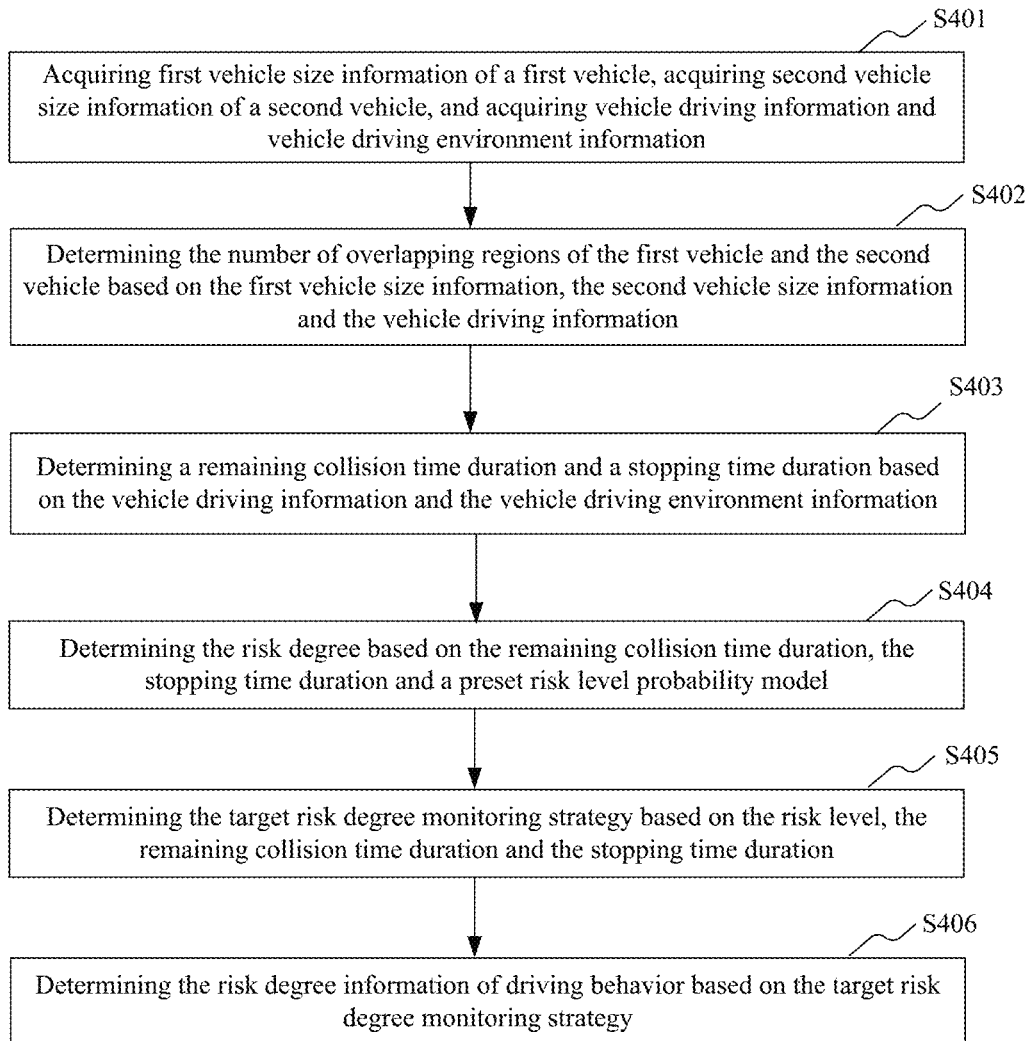 S401
Acquiring first vehicle size information of a first vehicle, acquiring second vehicle
size information of a second vehicle, and acquiring vehicle driving information and
vehicle driving environment information
S402
Determining the number of overlapping regions of the first vehicle and the second
vehicle based on the first vehicle size information, the second vehicle size information
and the vehicle driving information
S403
Determining a remaining collision time duration and a stopping time duration based
on the vehicle driving information and the vehicle driving environment information
S404
Determining the risk degree based on the remaining collision time duration, the
stopping time duration and a preset risk level probability model
S405
Determining the target risk degree monitoring strategy based on the risk level, the
remaining collision time duration and the stopping time duration
S406
Determining the risk degree information of driving behavior based on the target risk
degree monitoring strategy